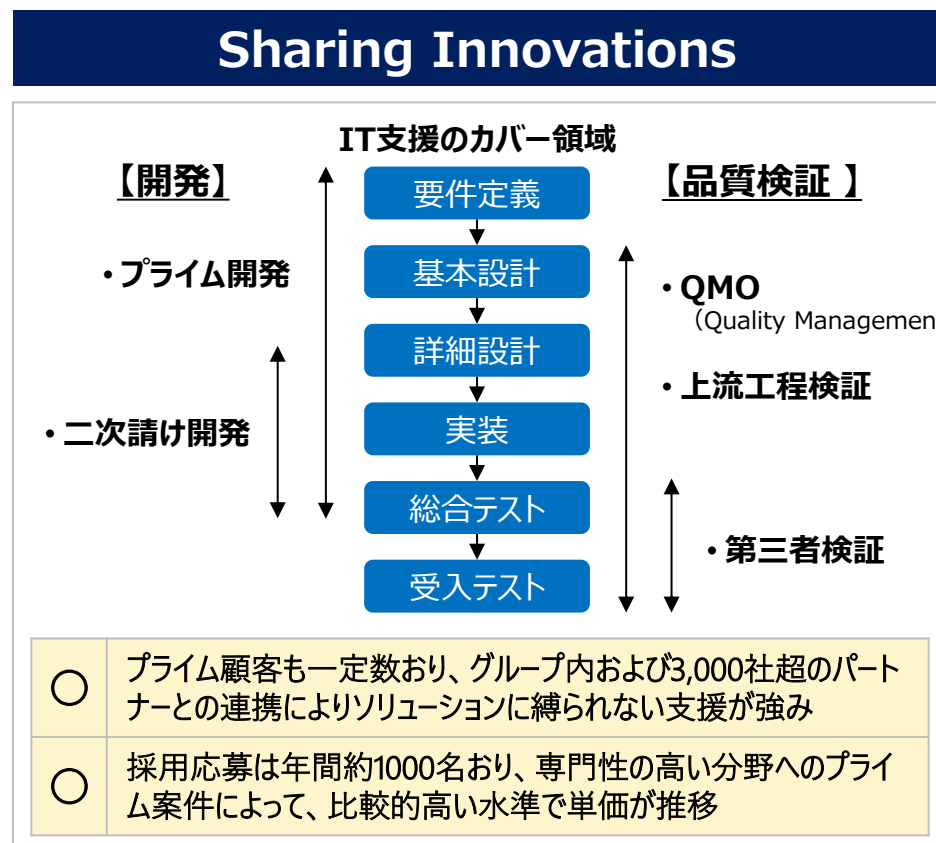 Sharing Innovations
IT支援のカバー領域
【開発】
・プライム開発
・二次請け開発
要件定義
基本設計
詳細設計
実装
総合テスト
受入テスト
【品質検証 】
・QMO
（Quality Managemen
・上流工程検証
・第三者検証
〇
プライム顧客も一定数おり、グループ内および3,000社超のパート
ナーとの連携によりソリューションに縛られない支援が強み
〇
採用応募は年間約1000名おり、専門性の高い分野へのプライ
ム案件によって、比較的高い水準で単価が推移